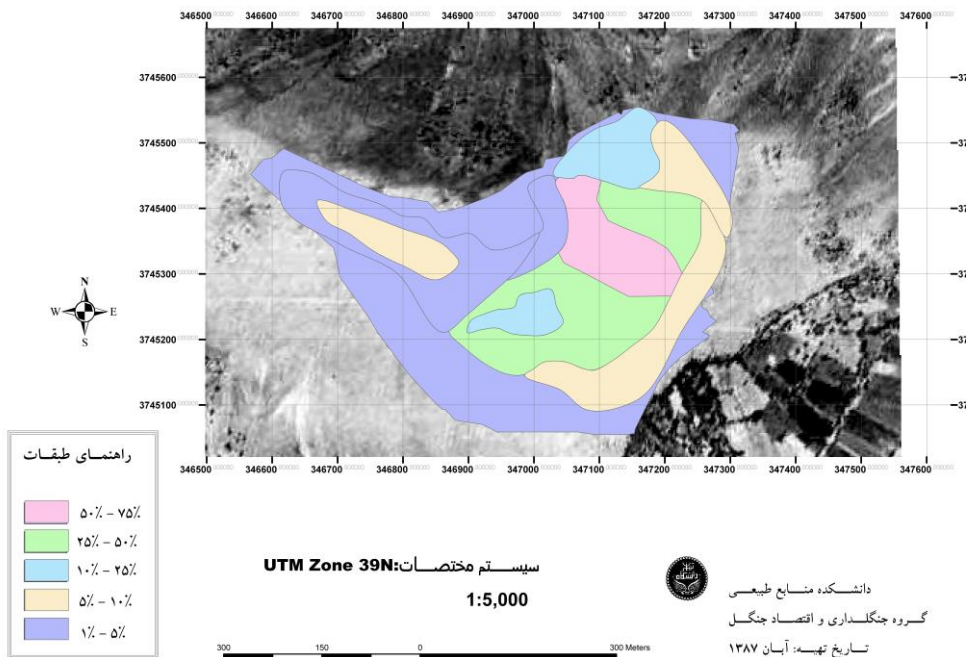 346500 346600 346700 346800 346900 347000 347100 347200 347300 347400 347500 347600
3745600
3745500
3745400
3745300
3745200
3745100
N
W E
S
346500 346600 346700 346800 346900 347000 347100 347200 347300 347400 347500 347600
راهنمای طبقات
۵۰٪ - ۷۵٪
۲۵٪ - ۵۰٪
۱۰٪ - ۲۵٪
۵٪ - ۱۰٪
۱٪ - ۵٪
سیستم مختصات:UTM Zone 39N
1:5,000
300 150 0 300 Meters
دانشکده منابع طبیعی
گروه جنگلداری و اقتصاد جنگل
تاریخ تهیه: آبان ۱۳۸۷